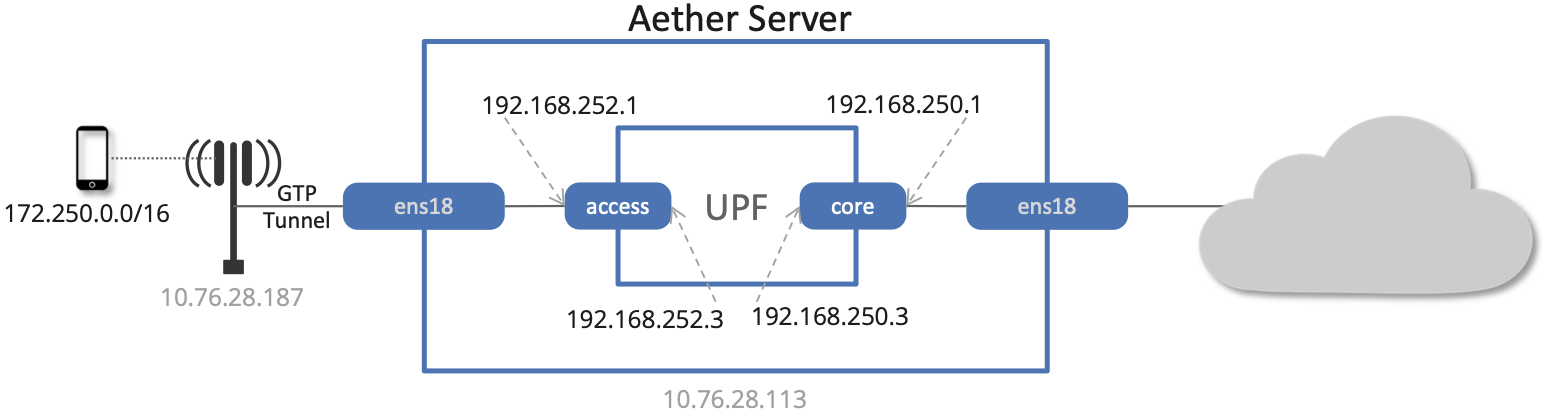 Aether Server
192.168.252.1
192.168.250.1
GTP
Tunnel
172.250.0.0/16
ens18
access
UPF
core
ens18
10.76.28.187
192.168.252.3
192.168.250.3
10.76.28.113